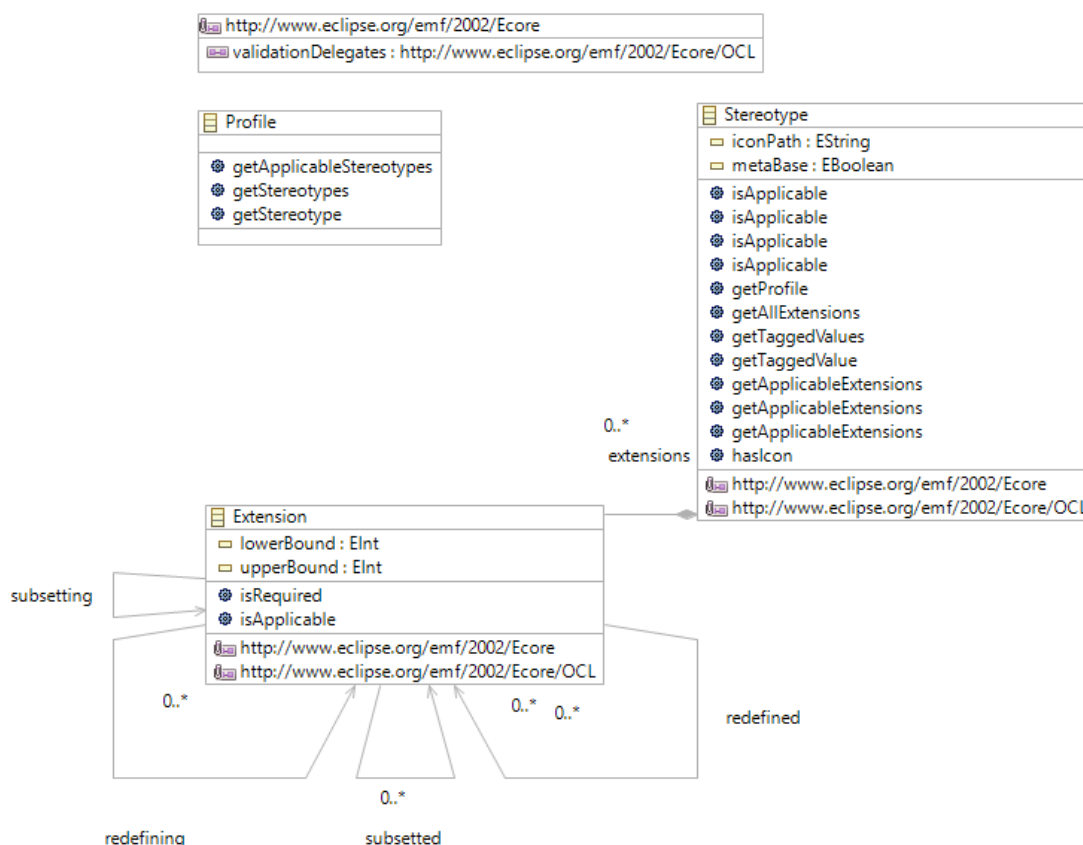 http://www.eclipse.org/emf/2002/Ecore
validationDelegates : http://www.eclipse.org/emf/2002/Ecore/OCL
Profile
getApplicableStereotypes
getStereotypes
getStereotype
Stereotype
iconPath : EString
metaBase : EBoolean
isApplicable
isApplicable
isApplicable
isApplicable
getProfile
getAllExtensions
getTaggedValues
getTaggedValue
getApplicableExtensions
getApplicableExtensions
getApplicableExtensions
hasIcon
http://www.eclipse.org/emf/2002/Ecore
http://www.eclipse.org/emf/2002/Ecore/OCL
0..*
extensions
Extension
lowerBound : EInt
upperBound : EInt
isRequired
isApplicable
http://www.eclipse.org/emf/2002/Ecore
http://www.eclipse.org/emf/2002/Ecore/OCL
subsetting
0..*
0..*
0..*
redefined
0..*
redefining
subsetted